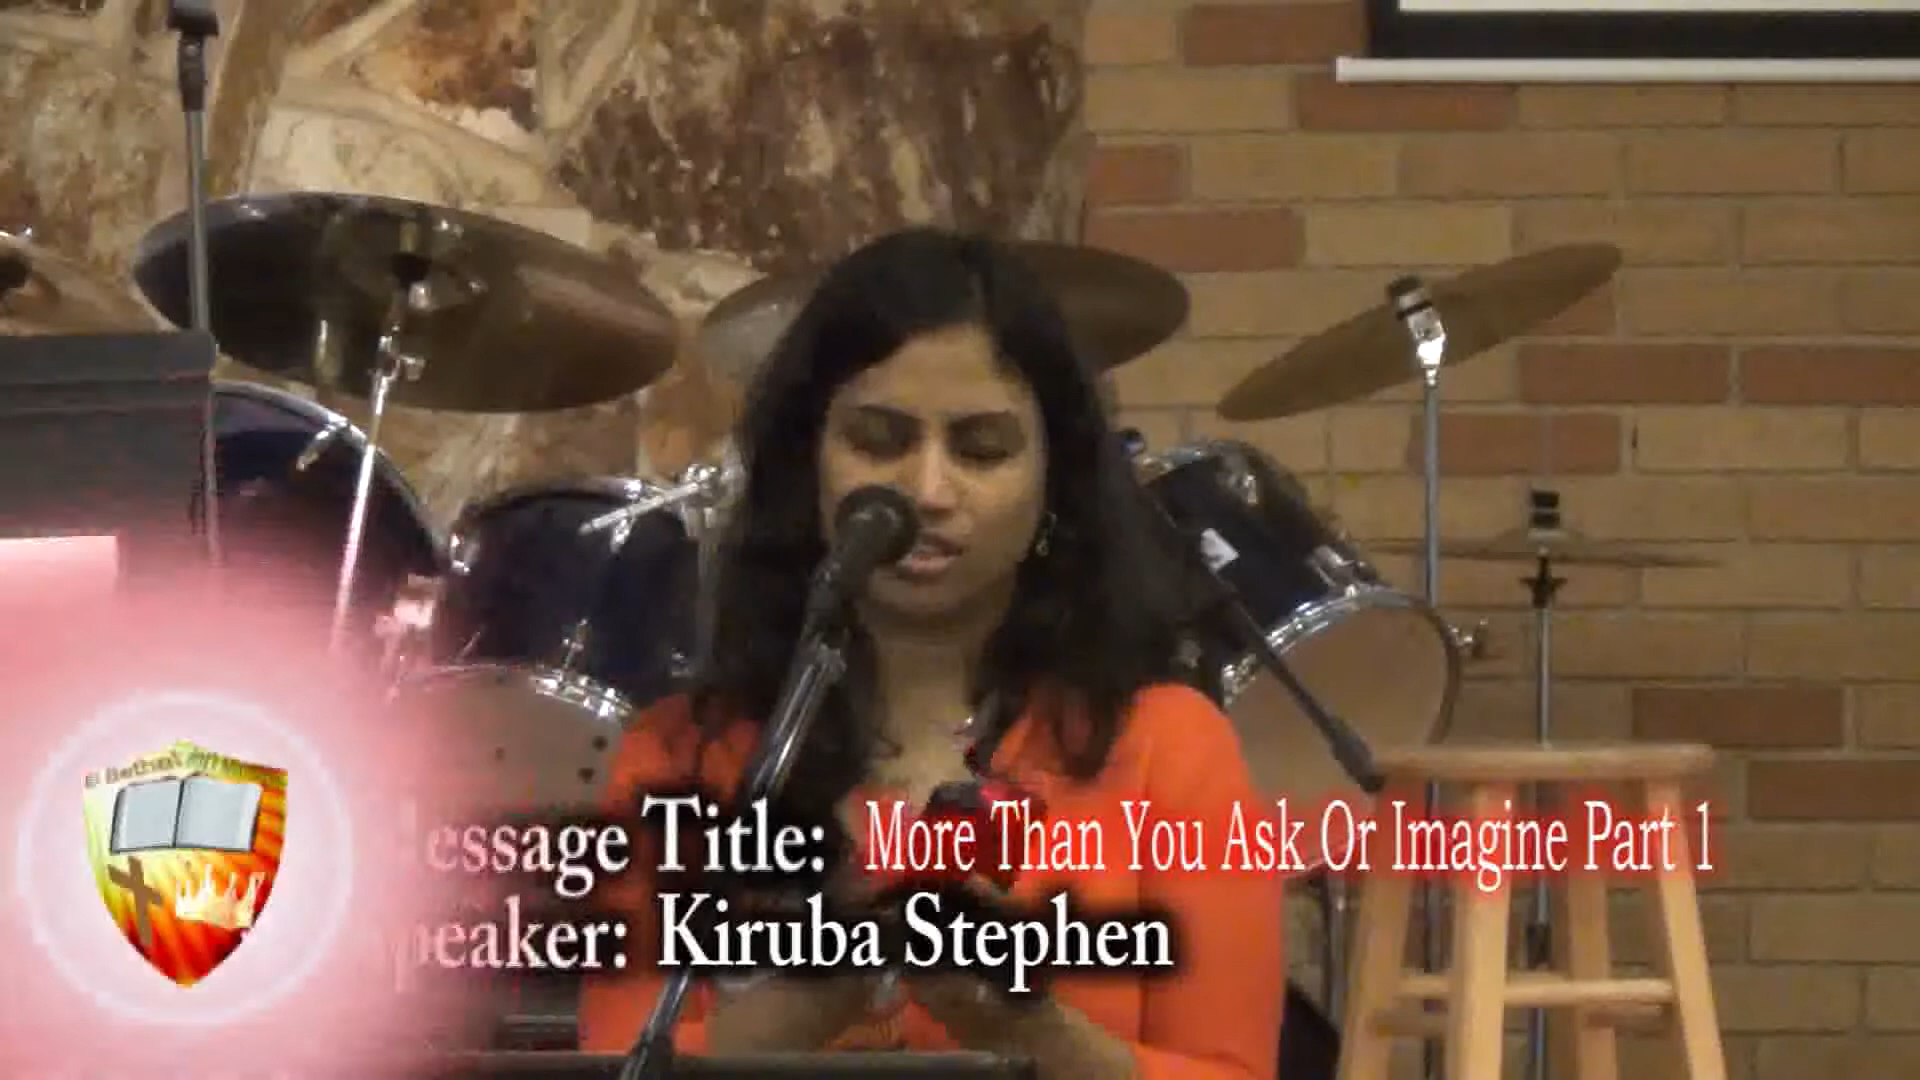 essage Title: More Than You Ask Or Imagine Part 1
peaker: Kiruba Stephen